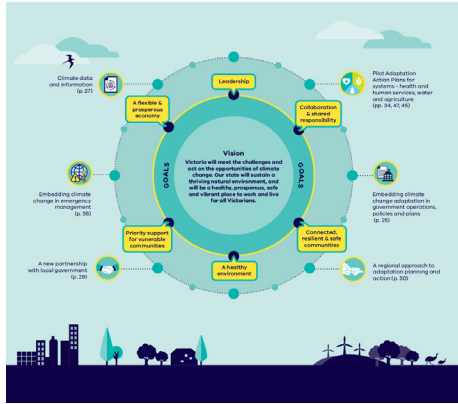 Climate data
and information
(p. 27)
Leadership
Pilot Adaptation
Action Plans for
systems - health and
human services, water
and agriculture
(pp. 34, 47, 45)
A flexible &
prosperous
economy
Collaboration
& shared
responsibility
GOALS
Vision
Victoria will meet the challenges and
act on the opportunities of climate
change. Our state will sustain a
thriving natural environment, and
will be a healthy, prosperous, safe
and vibrant place to work and live
for all Victorians.
GOALS
Embedding climate
change in emergency
management
(p. 36)
Embedding climate
change adaptation in
government operations,
policies and plans
(p. 25)
Priority support
for vunerable
communities
Connected,
resilient & safe
communities
A new partnership
with local government
(p. 29)
A healthy
environment
A regional approach to
adaptation planning and
action (p. 30)